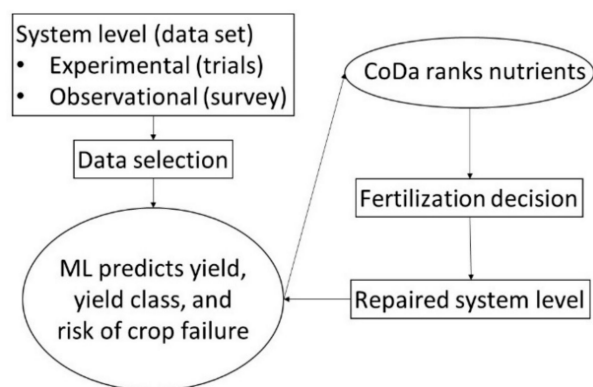 System level (data set)
• Experimental (trials)
• Observational (survey)
Data selection
ML predicts yield,
yield class, and
risk of crop failure
CoDa ranks nutrients
Fertilization decision
Repaired system level